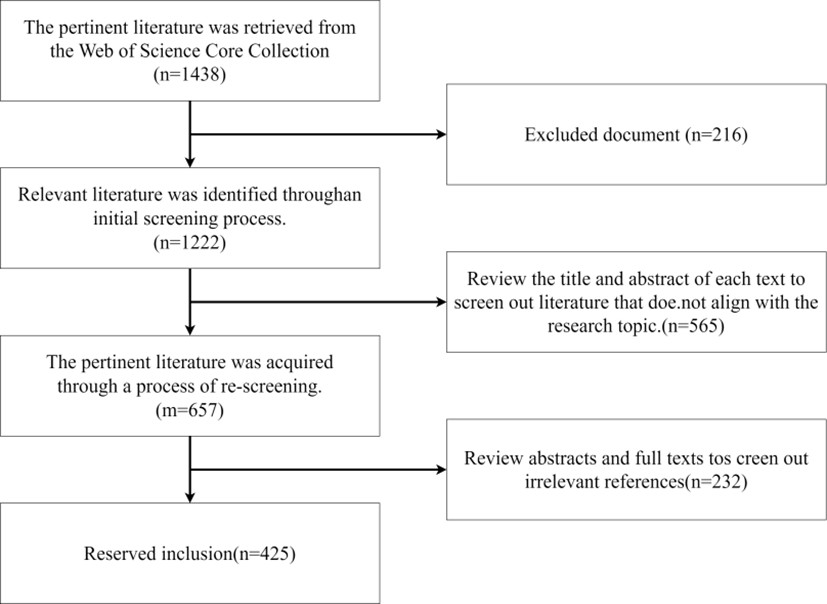 The pertinent literature was retrieved from
the Web of Science Core Collection
(n=1438)
Excluded document (n=216)
Relevant literature was identified throughan
initial screening process.
(n=1222)
Review the title and abstract of each text to
screen out literature that doe.not align with the
research topic.(n=565)
The pertinent literature was acquired
through a process of re-screening.
(m=657)
Review abstracts and full texts tos creen out
irrelevant references(n=232)
Reserved inclusion(n=425)